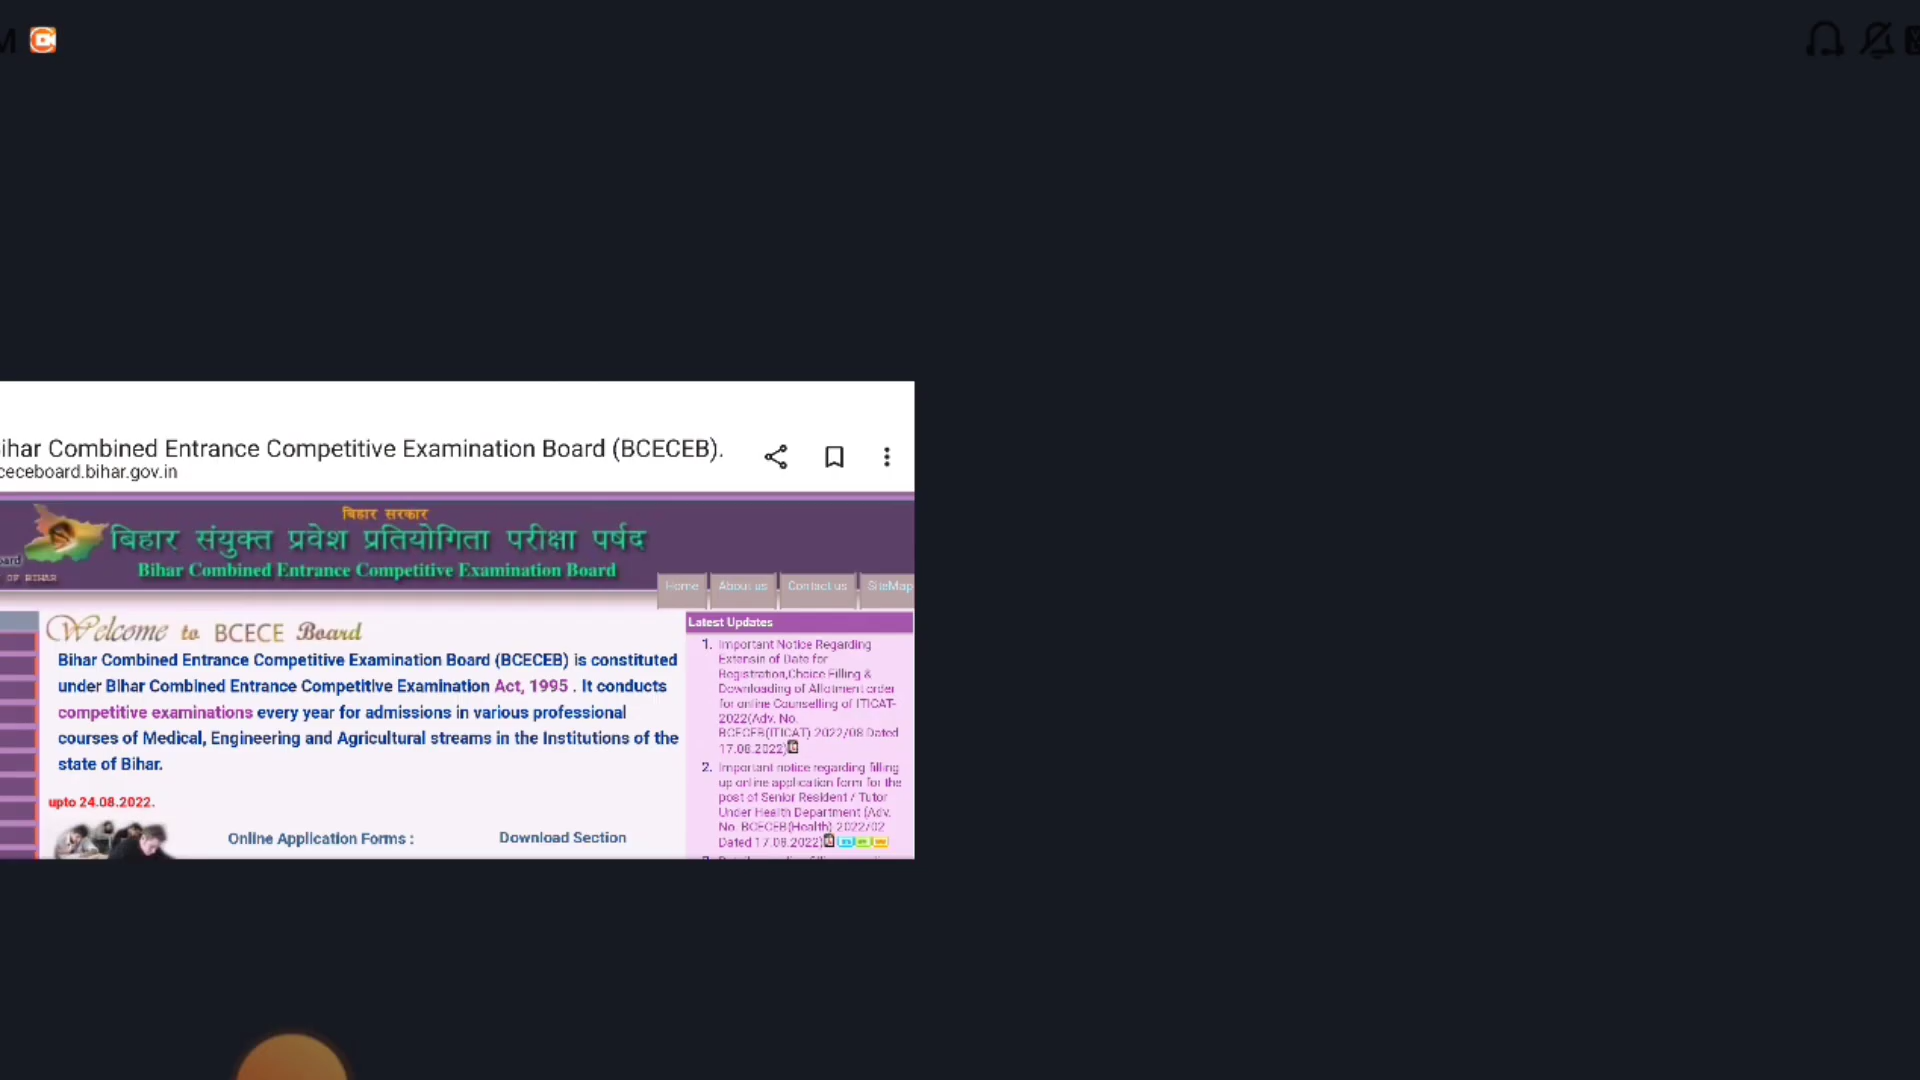 M
ihar Combined Entrance Competitive Examination Board (BCECEB).
ceceboard.bihar.gov.in
बिहार सरकार
बिहार संयुक्त प्रवेश प्रतियोगिता परीक्षा पर्षद
Bihar Combined Entrance Competitive Examination Board
oard
OF BIHAR
Home
About us
Contact us
SiteMap
Welcome to BCECE Board
Bihar Combined Entrance Competitive Examination Board (BCECEB) is constituted
under Bihar Combined Entrance Competitive Examination Act, 1995 . It conducts
competitive examinations every year for admissions in various professional
courses of Medical, Engineering and Agricultural streams in the Institutions of the
state of Bihar.
upto 24.08.2022.
Online Application Forms :
Download Section
Latest Updates
1. Important Notice Regarding
Extensin of Date for
Registration,Choice Filling &
Downloading of Allotment order
for online Counselling of ITICAT-
2022(Adv. No.
BCECEB(ITICAT) 2022/08 Dated
17.08.2022)
2. Important notice regarding filling
up online application form for the
post of Senior Resident / Tutor
Under Health Department (Adv.
No. BCECEB(Health) 2022/02
Dated 17.08.2022)